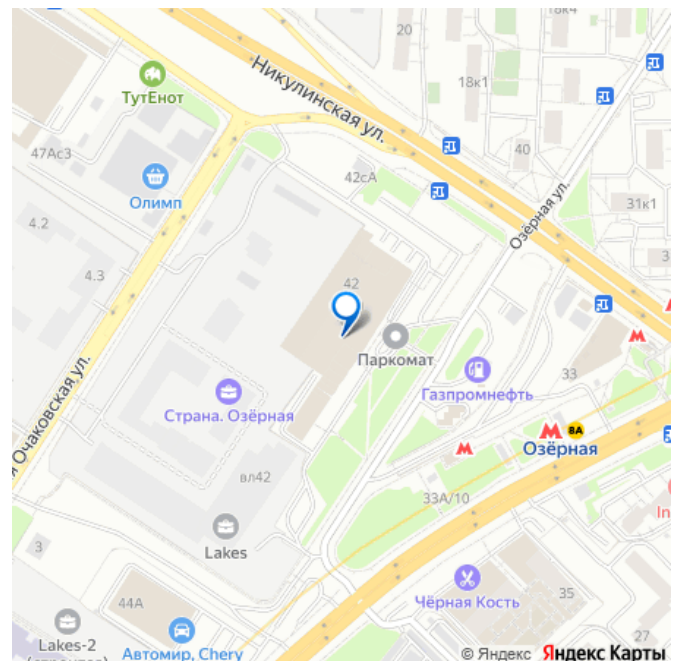 20
18к4
18к1
Никулинская ул.
ТутЕнот
47Ас3
Олимп
42сА
40
31к1
Озёрная ул.
4.2
4.3
42
Паркомат
Газпромнефть
33
Страна. Озёрная
8А
Озёрная
я Очаковская ул.
вл42
33А/10
In
3
Lakes
44А
Чёрная Кость
35
27
Lakes-2
Автомир, Chery
© Яндекс Яндекс Карты